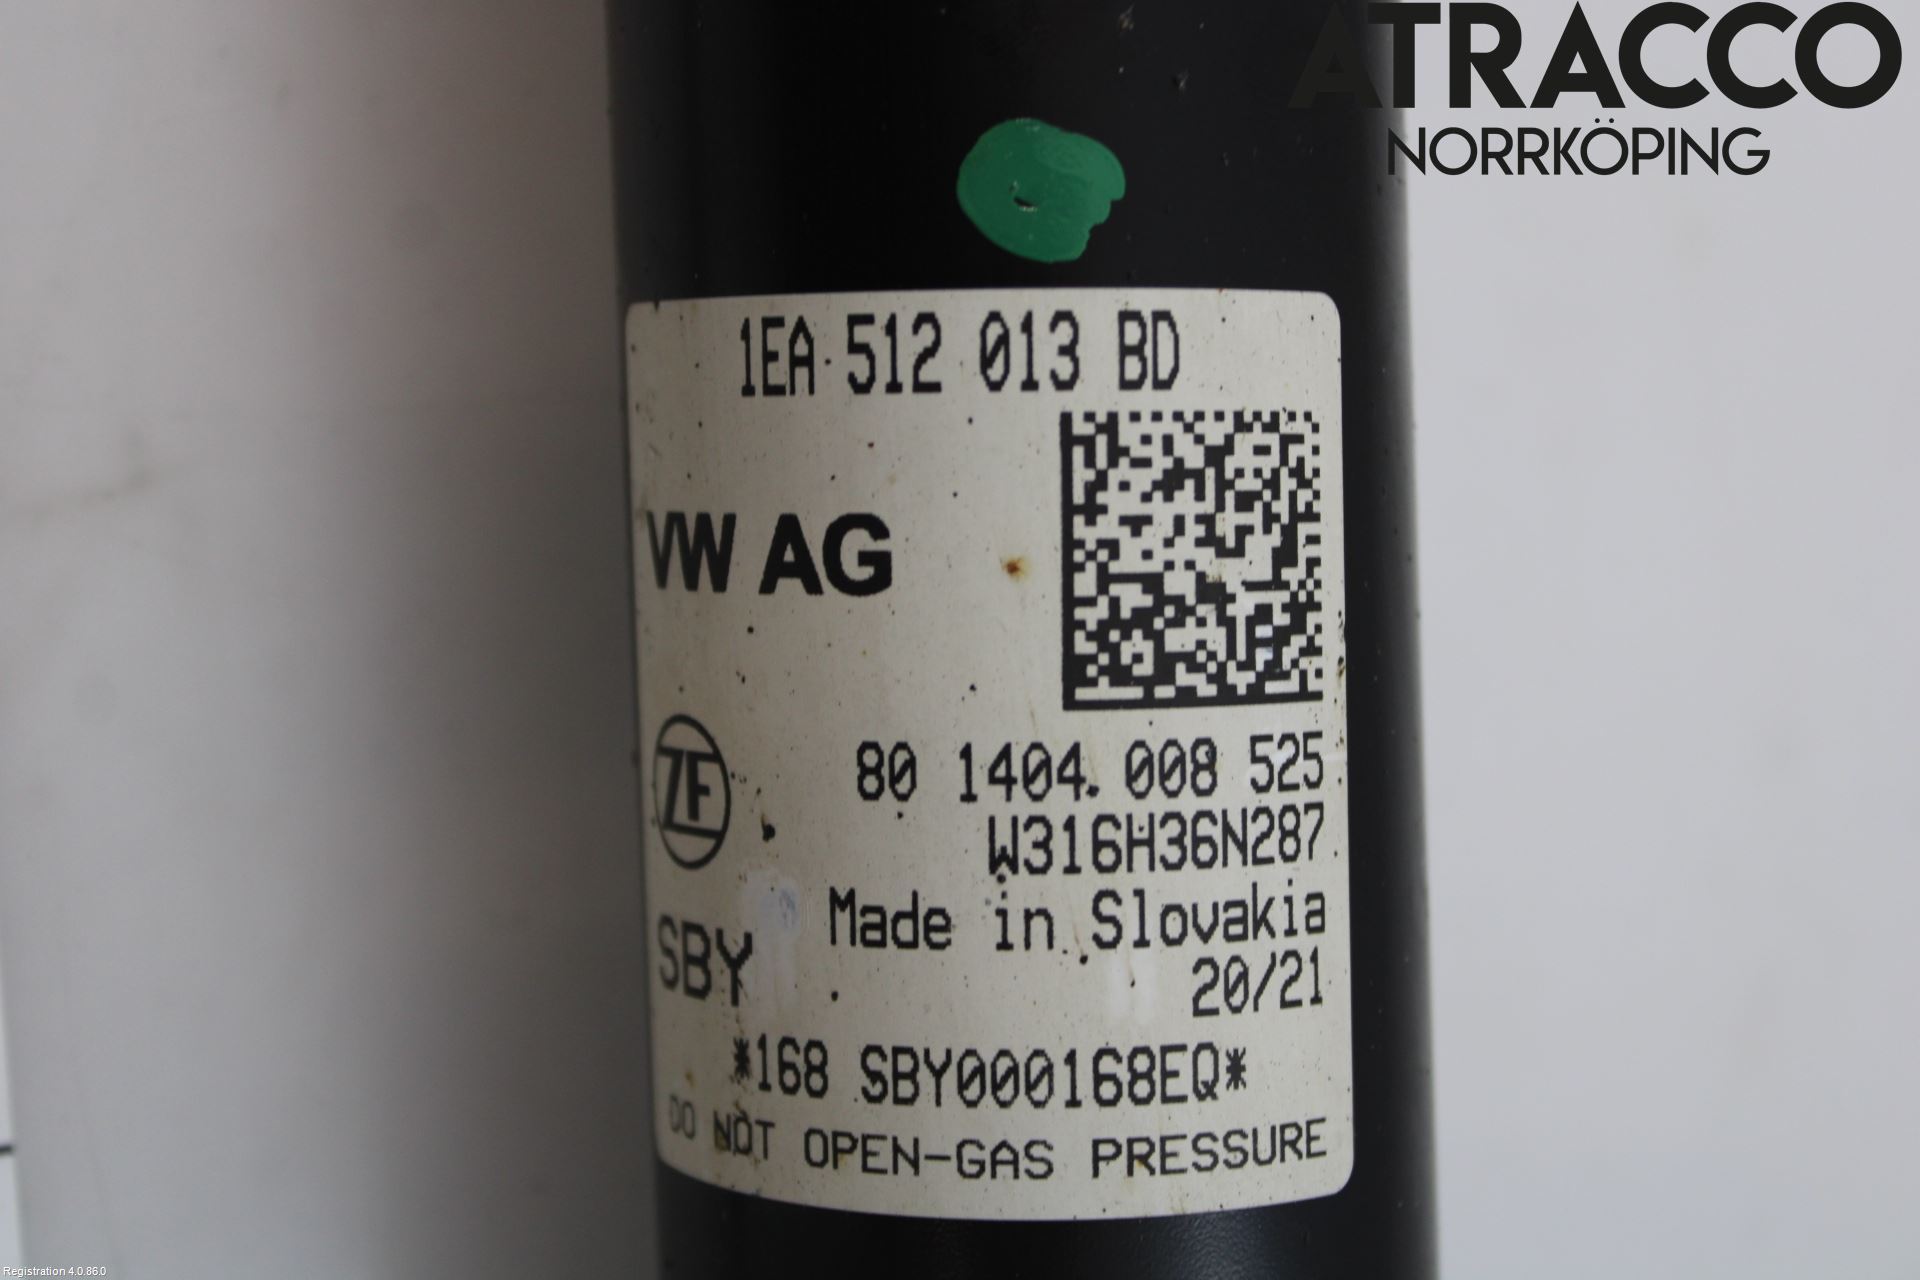 ATRACCO
NORRKÖPING
1EA 512 013 BD
VW AG
ZF
80 1404 008 525
W316H36N287
Made in Slovakia
SBY
20/21
*168 SBY000168EQ*
DO NOT OPEN-GAS PRESSURE
Registration 4.0.86.0